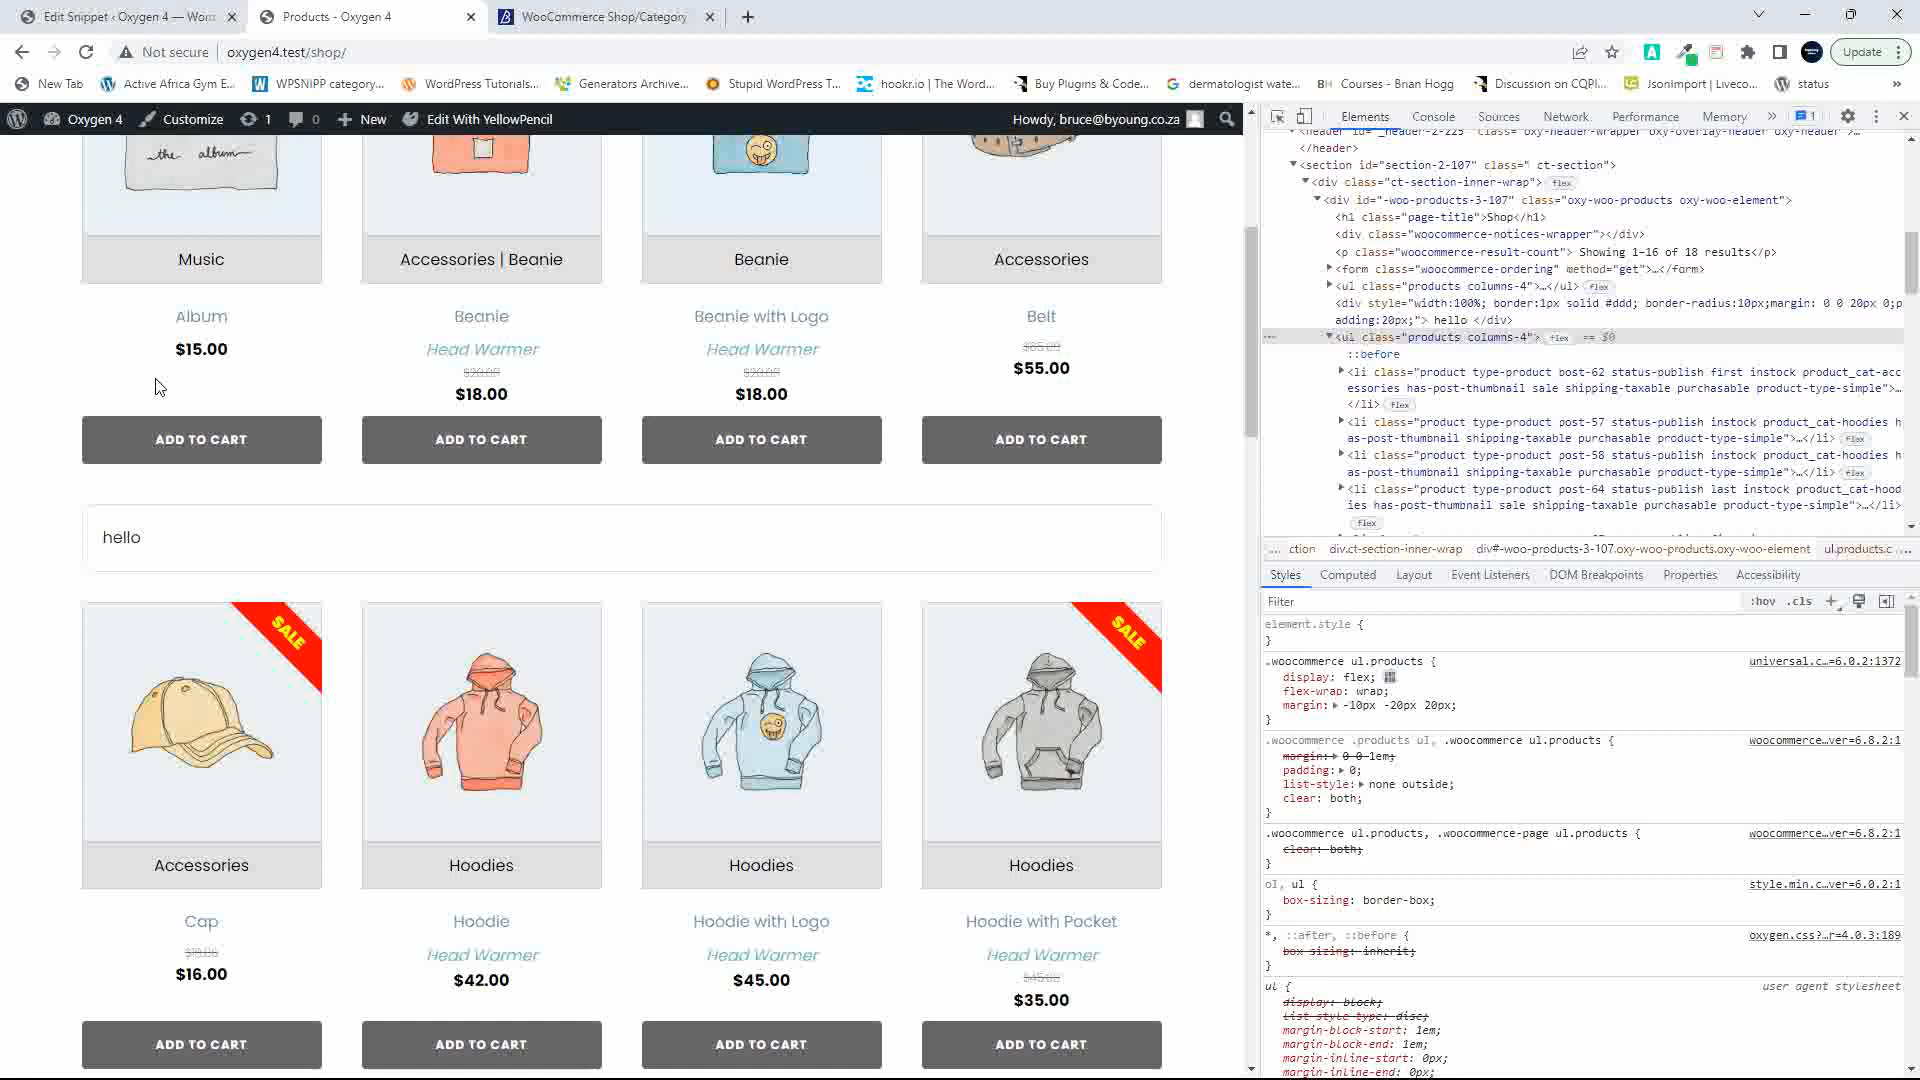 Edit Snippet ‹ Oxygen 4 — Wor
Products - Oxygen 4
WooCommerce Shop/Category
Not secure
oxygen4.test/shop/
Update
New Tab
Active Africa Gym E...
WPSNIPP category...
WordPress Tutorials...
Generators Archive...
Stupid WordPress T...
hookr.io | The Word...
Buy Plugins & Code...
dermatologist wate...
BH Courses - Brian Hogg
Discussion on CQPI...
Jsonimport | Liveco...
status
»
Oxygen 4
Customize
1
0
New
Edit With YellowPencil
Howdy, bruce@byoung.co.za
the album
Music
Accessories | Beanie
Beanie
Accessories
Album
Beanie
Beanie with Logo
Belt
Head Warmer
Head Warmer
$15.00
$18.00
$18.00
$55.00
ADD TO CART
ADD TO CART
ADD TO CART
ADD TO CART
hello
SALE
SALE
Accessories
Hoodies
Hoodies
Hoodies
Cap
Hoodie
Hoodie with Logo
Hoodie with Pocket
Head Warmer
Head Warmer
Head Warmer
$45.00
$16.00
$42.00
$45.00
$35.00
ADD TO CART
ADD TO CART
ADD TO CART
ADD TO CART
Elements
Console
Sources
Network
Performance
Memory
»
1
</header>
<section id="section-2-107" class=" ct-section">
<div class="ct-section-inner-wrap"> flex
<div id="-woo-products-3-107" class="oxy-woo-products oxy-woo-element">
<h1 class="page-title">Shop</h1>
<div class="woocommerce-notices-wrapper"></div>
<p class="woocommerce-result-count"> Showing 1–16 of 18 results</p>
<form class="woocommerce-ordering" method="get">…</form>
<ul class="products columns-4">…</ul> flex
<div style="width:100%; border:1px solid #ddd; border-radius:10px;margin: 0 0 20px 0;p
adding:20px;"> hello </div>
<ul class="products columns-4"> flex == $0
::before
<li class="product type-product post-62 status-publish first instock product_cat-acc
essories has-post-thumbnail sale shipping-taxable purchasable product-type-simple">…
</li> flex
<li class="product type-product post-57 status-publish instock product_cat-hoodies h
as-post-thumbnail shipping-taxable purchasable product-type-simple">…</li> flex
<li class="product type-product post-58 status-publish instock product_cat-hoodies h
as-post-thumbnail shipping-taxable purchasable product-type-simple">…</li> flex
<li class="product type-product post-64 status-publish last instock product_cat-hood
ies has-post-thumbnail sale shipping-taxable purchasable product-type-simple">…</li>
flex
... ction div.ct-section-inner-wrap div#-woo-products-3-107.oxy-woo-products.oxy-woo-element ul.products.c ...
Styles
Computed
Layout
Event Listeners
DOM Breakpoints
Properties
Accessibility
Filter
:hov .cls +
element.style {
}
.woocommerce ul.products { universal.c…=6.0.2:1372
display: flex;
flex-wrap: wrap;
margin: -10px -20px 20px;
}
.woocommerce .products ul, .woocommerce ul.products { woocommerce…ver=6.8.2:1
margin: 0 0 1em;
padding: 0;
list-style: none outside;
clear: both;
}
.woocommerce ul.products, .woocommerce-page ul.products { woocommerce…ver=6.8.2:1
clear: both;
}
ol, ul { style.min.c…ver=6.0.2:1
box-sizing: border-box;
}
*, ::after, ::before { oxygen.css?…r=4.0.3:189
box-sizing: inherit;
}
ul { user agent stylesheet
display: block;
list-style-type: disc;
margin-block-start: 1em;
margin-block-end: 1em;
margin-inline-start: 0px;
margin-inline-end: 0px;